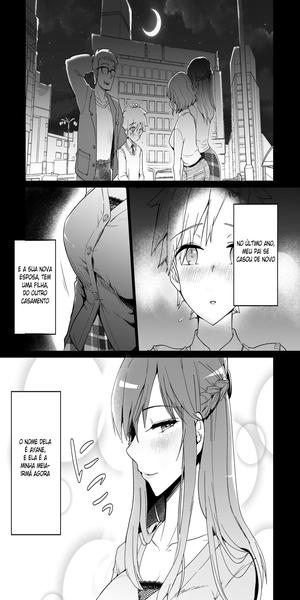 NO ÚLTIMO ANO,
MEU PAI SE
CASOU DE NOVO
E A SUA NOVA
ESPOSA, TEM
UMA FILHA,
DO OUTRO
CASAMENTO
O NOME DELA
É AYANE,
E ELA É A
MINHA MEIA-
IRMÃ AGORA